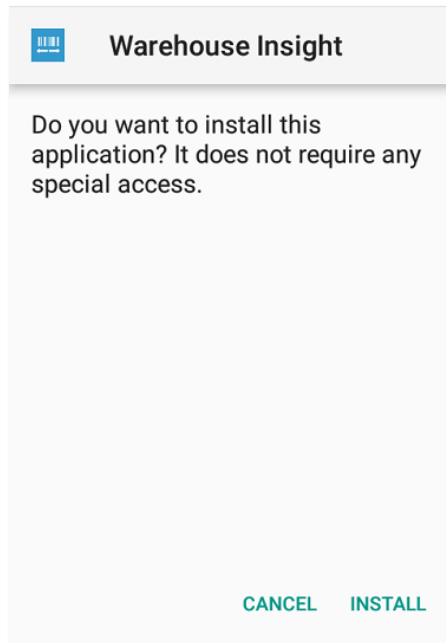 Warehouse Insight
Do you want to install this
application? It does not require any
special access.
CANCEL INSTALL